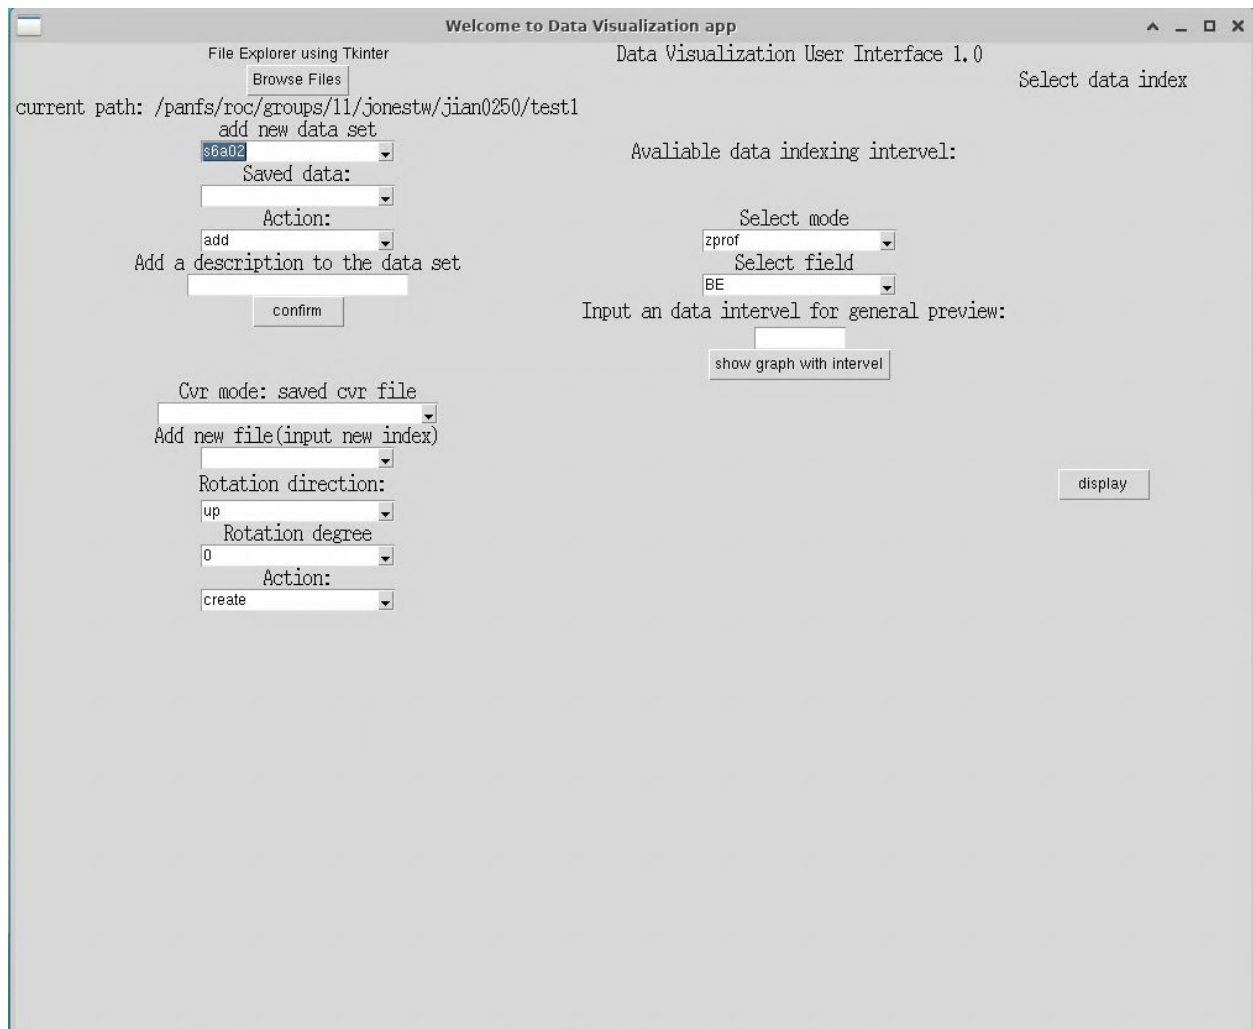 Welcome to Data Visualization app
File Explorer using Tkinter
Data Visualization User Interface 1.0
Browse Files
Select data index
current path: /panfs/roc/groups/11/jonestw/jian0250/test1
add new data set
s6a02
Avaliable data indexing intervel:
Saved data:
Action:
Select mode
add
zprof
Add a description to the data set
Select field
BE
confirm
Input an data intervel for general preview:
show graph with intervel
Cvr mode: saved cvr file
Add new file(input new index)
Rotation direction:
display
up
Rotation degree
0
Action:
create